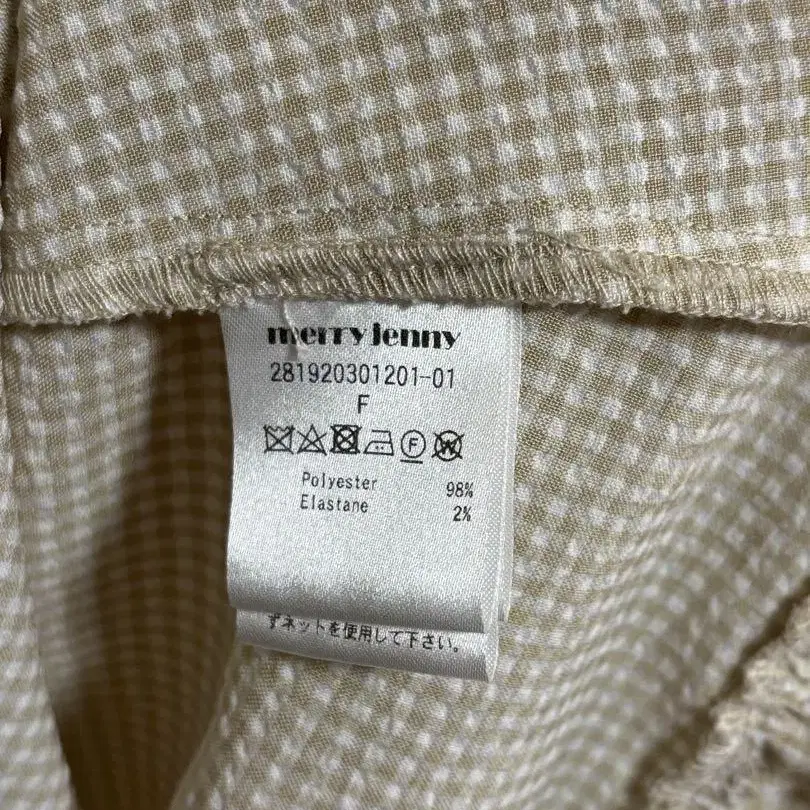 merry jenny
281920301201-01
F
Polyester 98%
Elastane 2%
ずネットを使用して下さい。